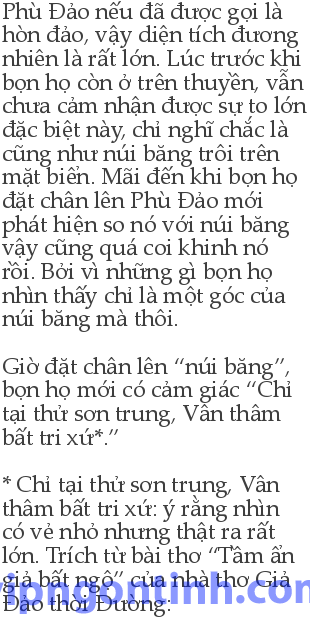 Phù Đảo nếu đã được gọi là
hòn đảo, vậy diện tích đương
nhiên là rất lớn. Lúc trước khi
bọn họ còn ở trên thuyền, vẫn
chưa cảm nhận được sự to lớn
đặc biệt này, chỉ nghĩ chắc là
cũng như núi băng trôi trên
mặt biển. Mãi đến khi bọn họ
đặt chân lên Phù Đảo mới
phát hiện so nó với núi băng
vậy cũng quá coi khinh nó
rồi. Bởi vì những gì bọn họ
nhìn thấy chỉ là một góc của
núi băng mà thôi.
Giờ đặt chân lên “núi băng”,
bọn họ mới có cảm giác “Chỉ
tại thử sơn trung, Vân thâm
bất tri xứ*.”
* Chỉ tại thử sơn trung, Vân
thâm bất tri xứ: ý rằng nhìn
có vẻ nhỏ nhưng thật ra rất
lớn. Trích từ bài thơ “Tầm ẩn
giả bất ngộ” của nhà thơ Giả
Đảo thời Đường:
vipngontinh.com